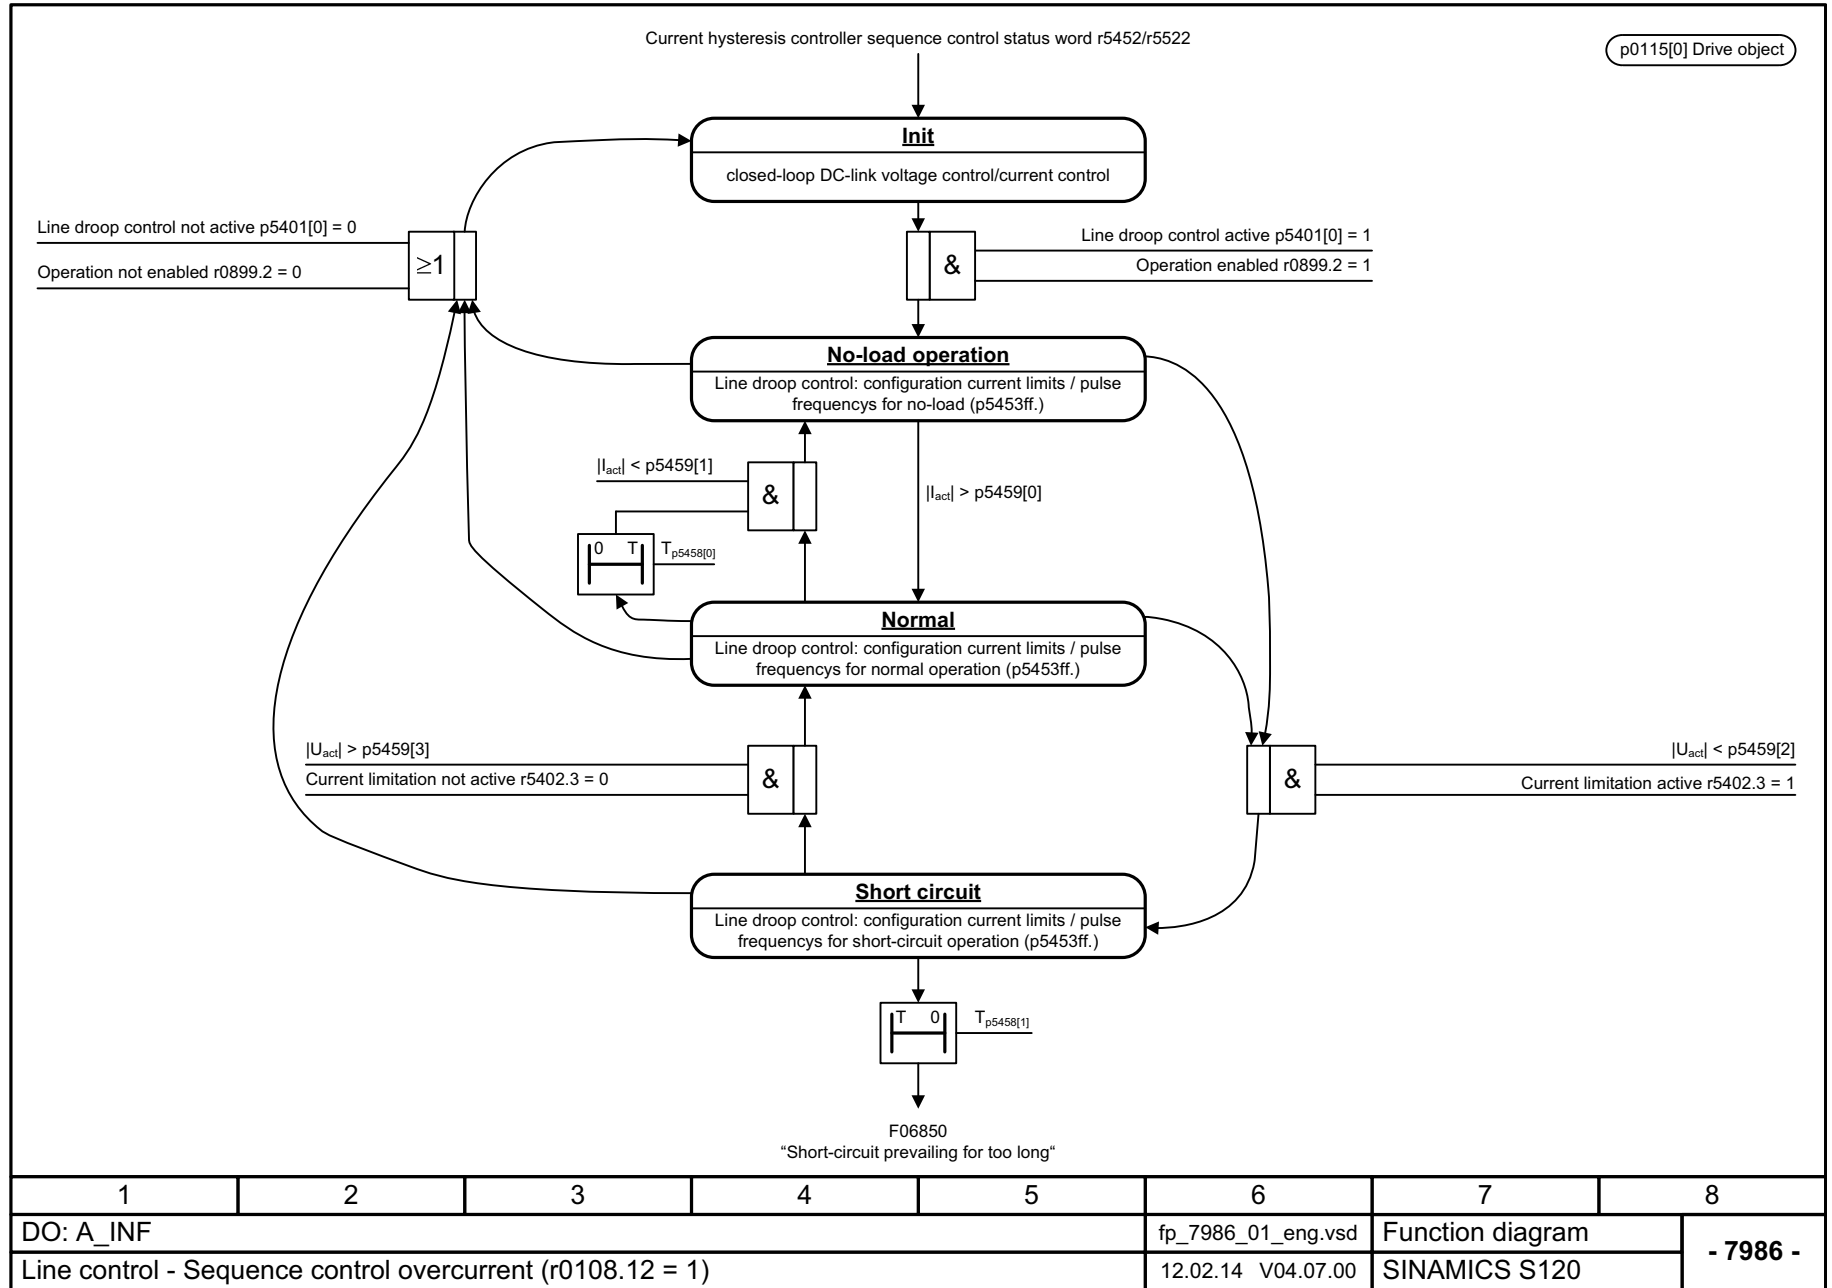 Current hysteresis controller sequence control status word r5452/r5522
p0115[0] Drive object
Init
closed-loop DC-link voltage control/current control
Line droop control not active p5401[0] = 0
Operation not enabled r0899.2 = 0
≥1
&
Line droop control active p5401[0] = 1
Operation enabled r0899.2 = 1
No-load operation
Line droop control: configuration current limits / pulse
frequencys for no-load (p5453ff.)
|Iact| < p5459[1]
&
|Iact| > p5459[0]
0 T
Tp5458[0]
Normal
Line droop control: configuration current limits / pulse
frequencys for normal operation (p5453ff.)
|Uact| > p5459[3]
Current limitation not active r5402.3 = 0
&
&
|Uact| < p5459[2]
Current limitation active r5402.3 = 1
Short circuit
Line droop control: configuration current limits / pulse
frequencys for short-circuit operation (p5453ff.)
T 0
Tp5458[1]
F06850
“Short-circuit prevailing for too long“
1 2 3 4 5 6 7 8
DO: A_INF
fp_7986_01_eng.vsd
Function diagram
- 7986 -
Line control - Sequence control overcurrent (r0108.12 = 1)
12.02.14 V04.07.00
SINAMICS S120